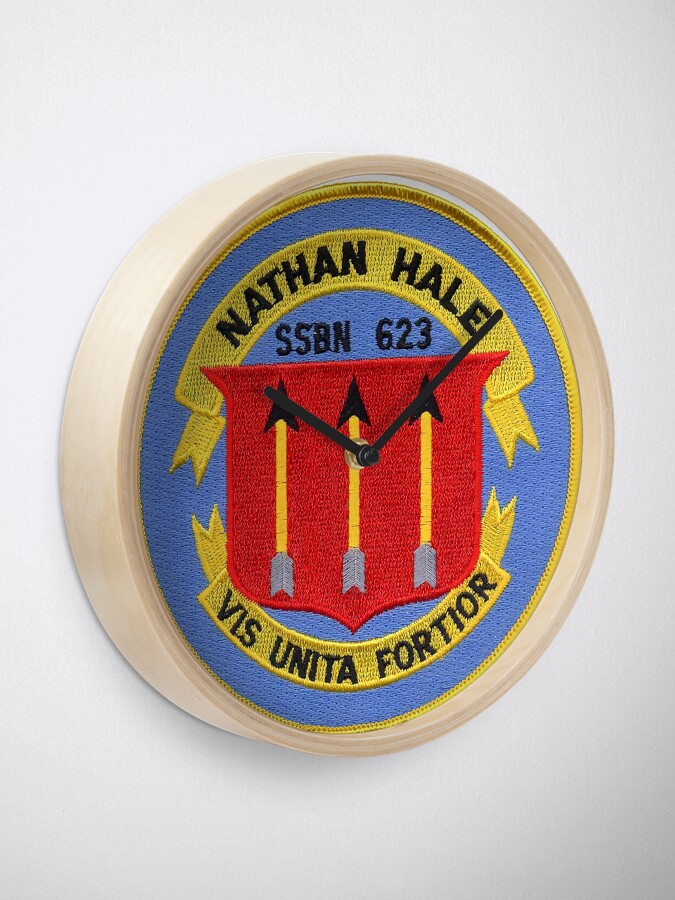 NATHAN HALE
SSBN 623
VIS UNITA FORTIOR